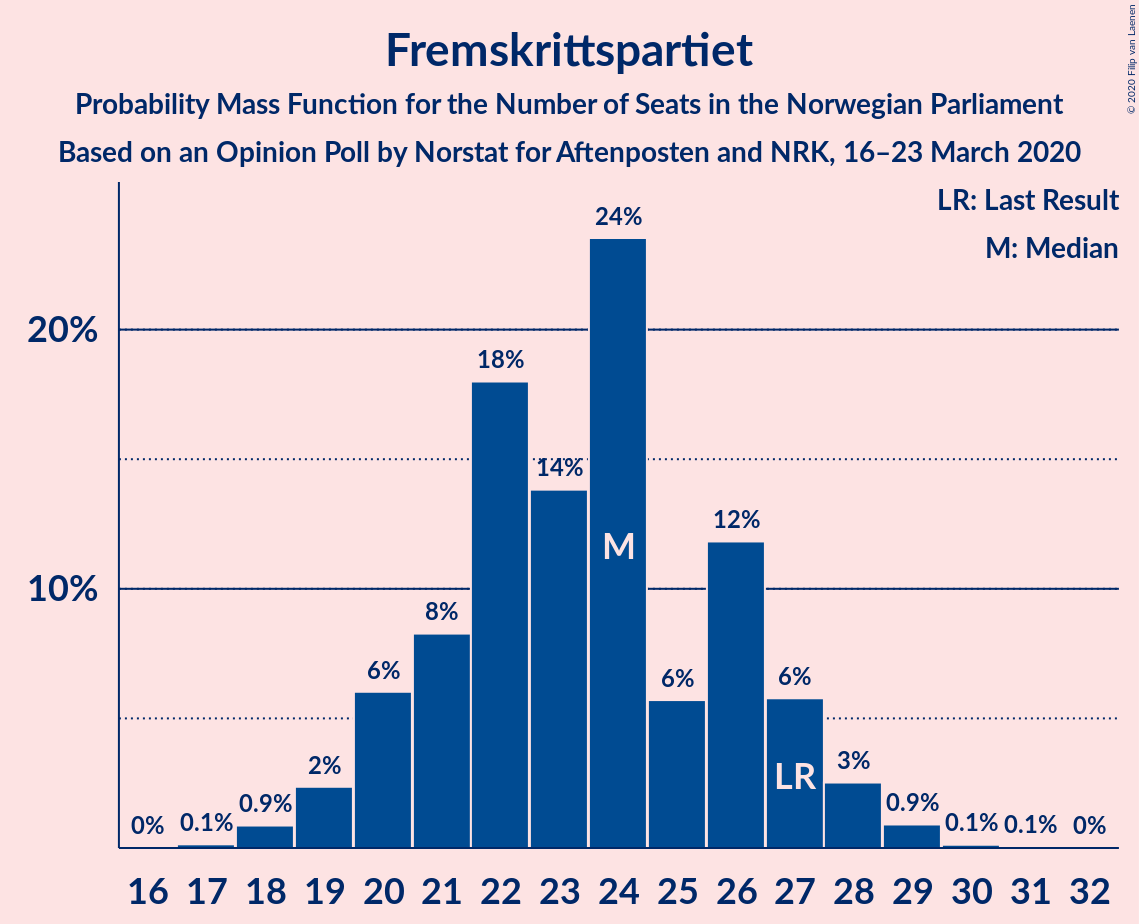 Fremskrittspartiet
Probability Mass Function for the Number of Seats in the Norwegian Parliament
Based on an Opinion Poll by Norstat for Aftenposten and NRK, 16–23 March 2020
© 2020 Filip van Laenen
LR: Last Result
M: Median
20%
10%
0%
0.1%
0.9%
2%
6%
8%
18%
14%
24%
M
6%
12%
6%
LR
3%
0.9%
0.1%
0.1%
0%
16 17 18 19 20 21 22 23 24 25 26 27 28 29 30 31 32